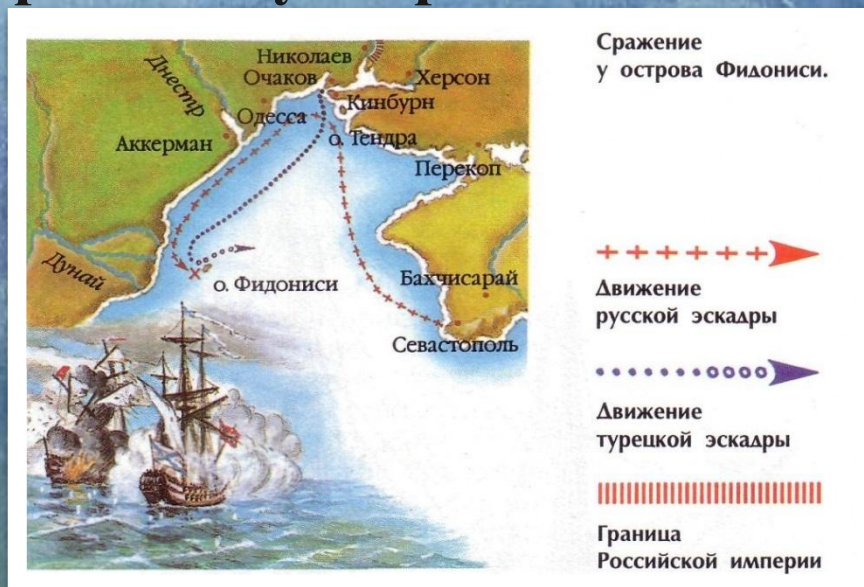 Николаев
Очаков
Херсон
Кинбурн
Днестр
Одесса
о. Тендра
Аккерман
Перекоп
Дунай
о. Фидониси
Бахчисарай
Севастополь
Сражение
у острова Фидониси.
Движение
русской эскадры
Движение
турецкой эскадры
Граница
Российской империи